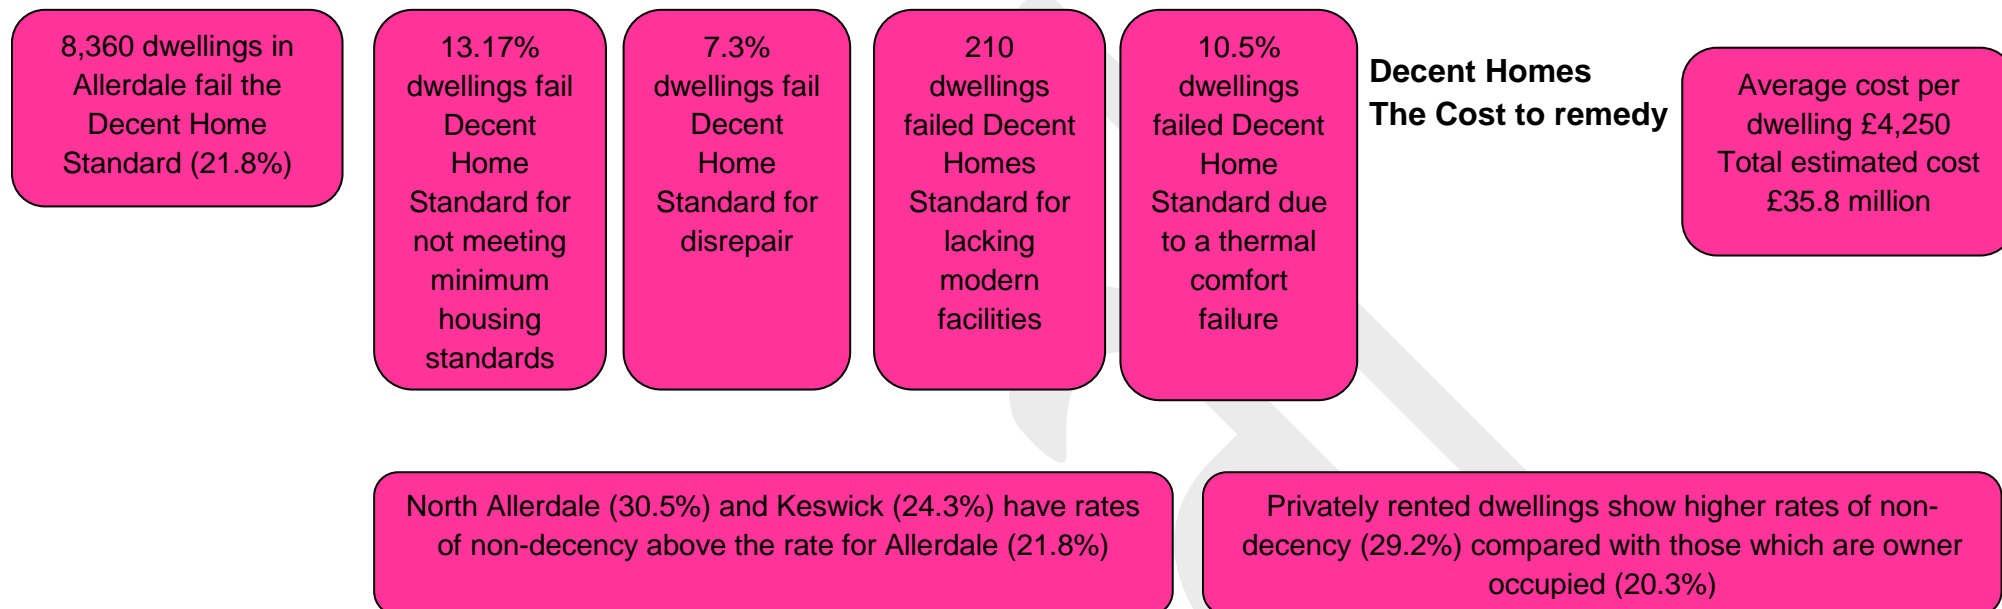 8,360 dwellings in
Allerdale fail the
Decent Home
Standard (21.8%)
13.17%
dwellings fail
Decent
Home
Standard for
not meeting
minimum
housing
standards
7.3%
dwellings fail
Decent
Home
Standard for
disrepair
210
dwellings
failed Decent
Homes
Standard for
lacking
modern
facilities
10.5%
dwellings
failed Decent
Home
Standard due
to a thermal
comfort
failure
Decent Homes
The Cost to remedy
Average cost per
dwelling £4,250
Total estimated cost
£35.8 million
North Allerdale (30.5%) and Keswick (24.3%) have rates
of non-decency above the rate for Allerdale (21.8%)
Privately rented dwellings show higher rates of non-
decency (29.2%) compared with those which are owner
occupied (20.3%)